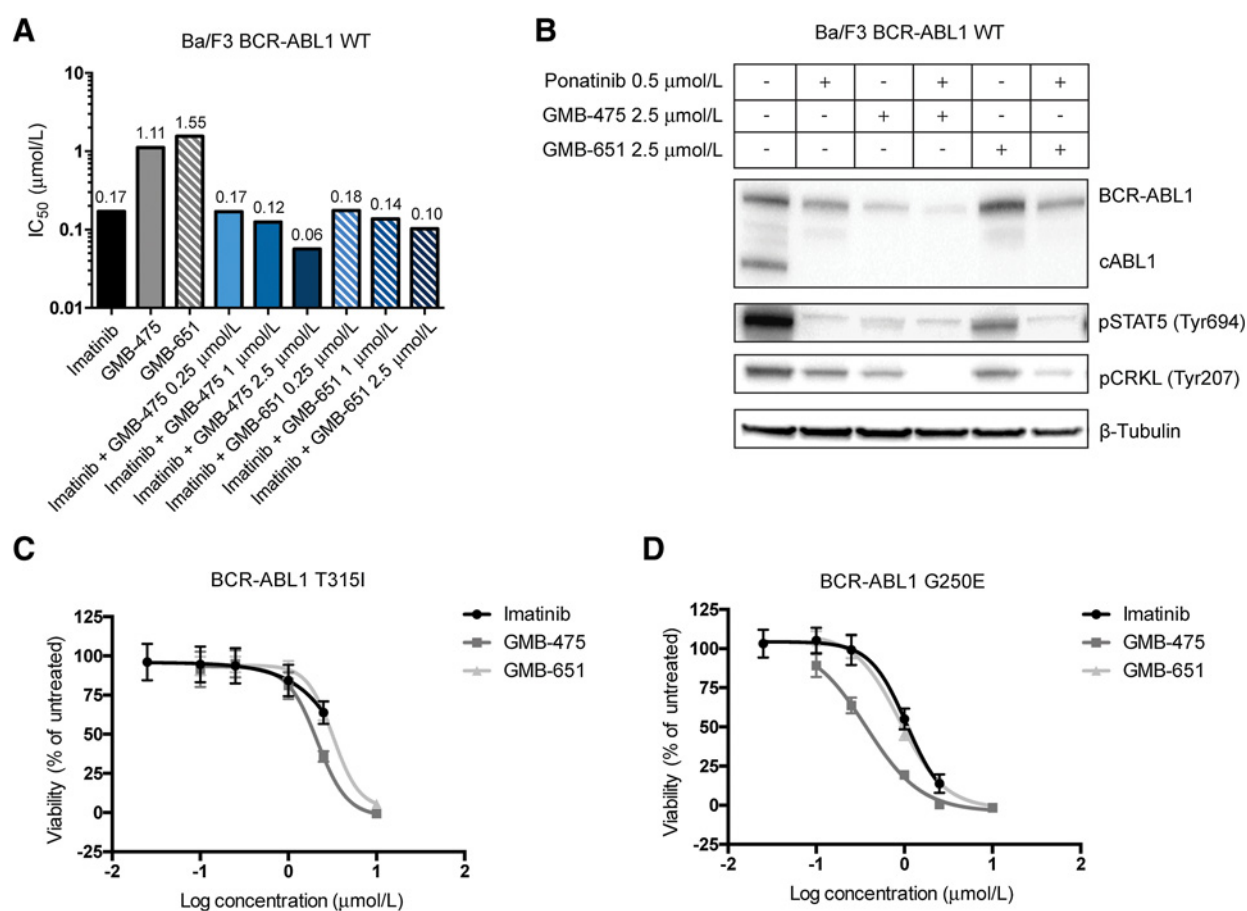 A
Ba/F3 BCR-ABL1 WT
IC50 (μmol/L)
10
1
0.1
0.01
0.17
1.11
1.55
0.17
0.12
0.06
0.18
0.14
0.10
Imatinib
GMB-475
GMB-651
Imatinib + GMB-475 0.25 μmol/L
Imatinib + GMB-475 1 μmol/L
Imatinib + GMB-475 2.5 μmol/L
Imatinib + GMB-651 0.25 μmol/L
Imatinib + GMB-651 1 μmol/L
Imatinib + GMB-651 2.5 μmol/L
B
Ba/F3 BCR-ABL1 WT
Ponatinib 0.5 μmol/L - + - + - +
GMB-475 2.5 μmol/L - - + + - -
GMB-651 2.5 μmol/L - - - - + +
BCR-ABL1
cABL1
pSTAT5 (Tyr694)
pCRKL (Tyr207)
β-Tubulin
C
BCR-ABL1 T315I
Viability (% of untreated)
125
100
75
50
25
0
-25
-2 -1 0 1 2
Log concentration (μmol/L)
Imatinib
GMB-475
GMB-651
D
BCR-ABL1 G250E
Viability (% of untreated)
125
100
75
50
25
0
-25
-2 -1 0 1 2
Log concentration (μmol/L)
Imatinib
GMB-475
GMB-651